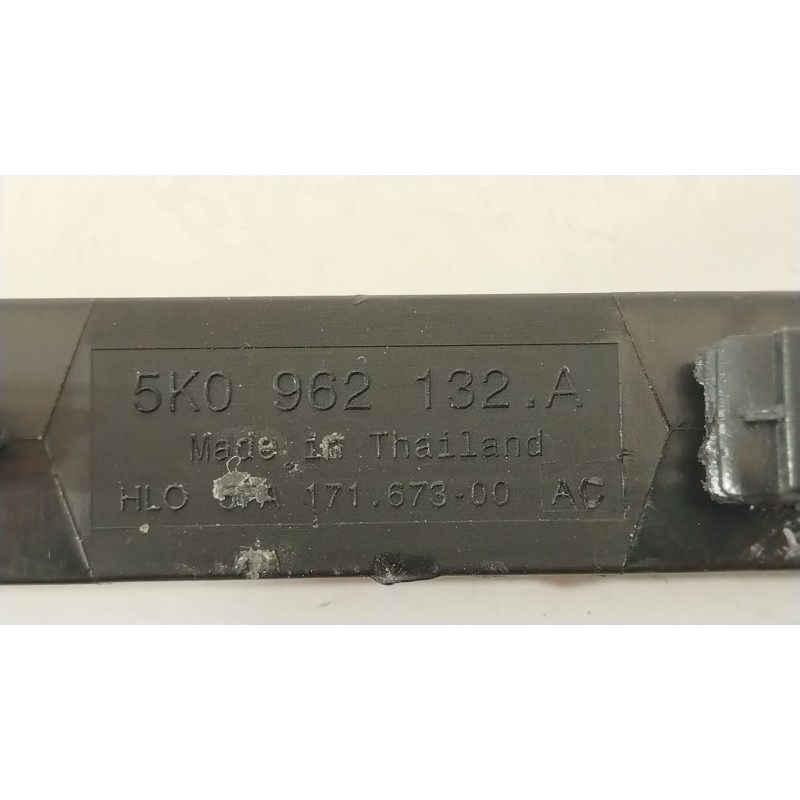 5K0 962 132.A
Made in Thailand
HLO 171.673-00 AC